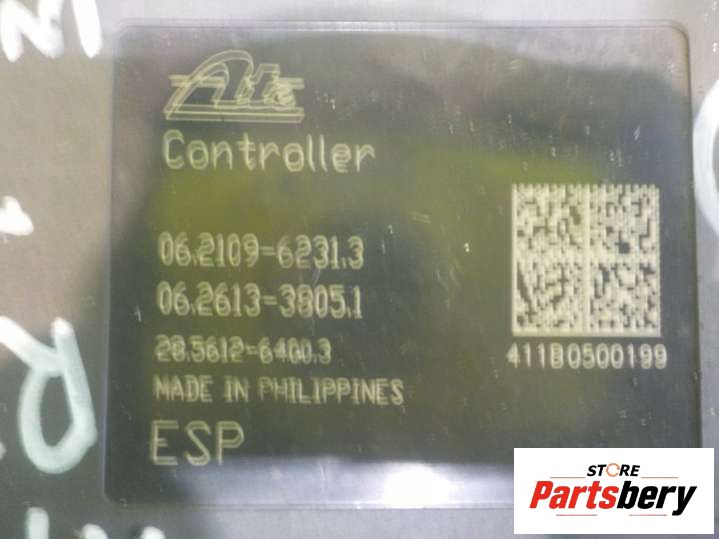 Ate
Controller
06.2109-6231.3
06.2613-3805.1
28.5612-6400.3
MADE IN PHILIPPINES
ESP
411B0500199
R
STORE
Partsbery